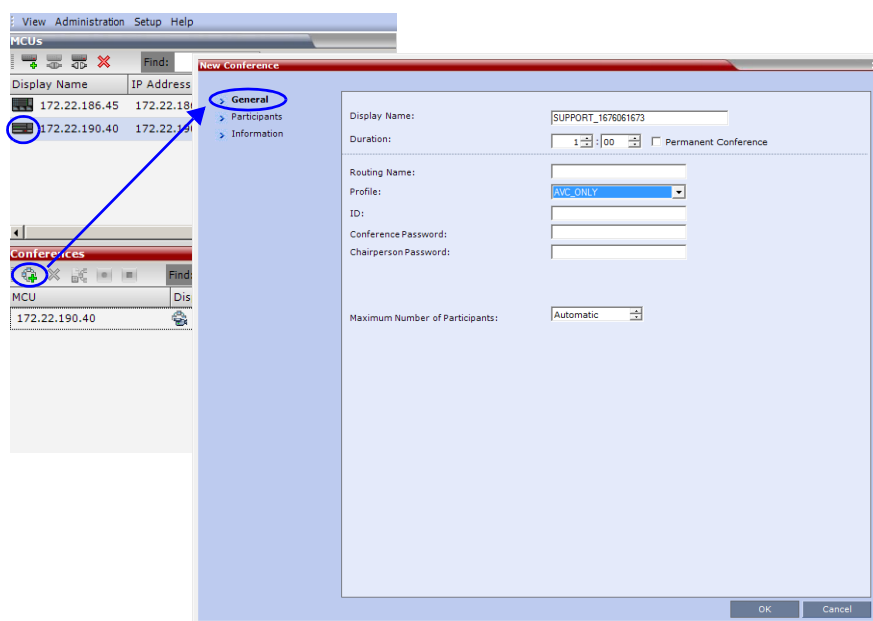 View Administration Setup Help
MCUs
Find:
Display Name IP Address
172.22.186.45 172.22.18
172.22.190.40 172.22.190
Conferences
Find:
MCU Dis
172.22.190.40
New Conference
General
Participants
Information
Display Name: SUPPORT_1676061673
Duration: 1 : 00 Permanent Conference
Routing Name:
Profile: AVC_ONLY
ID:
Conference Password:
Chairperson Password:
Maximum Number of Participants: Automatic
OK Cancel